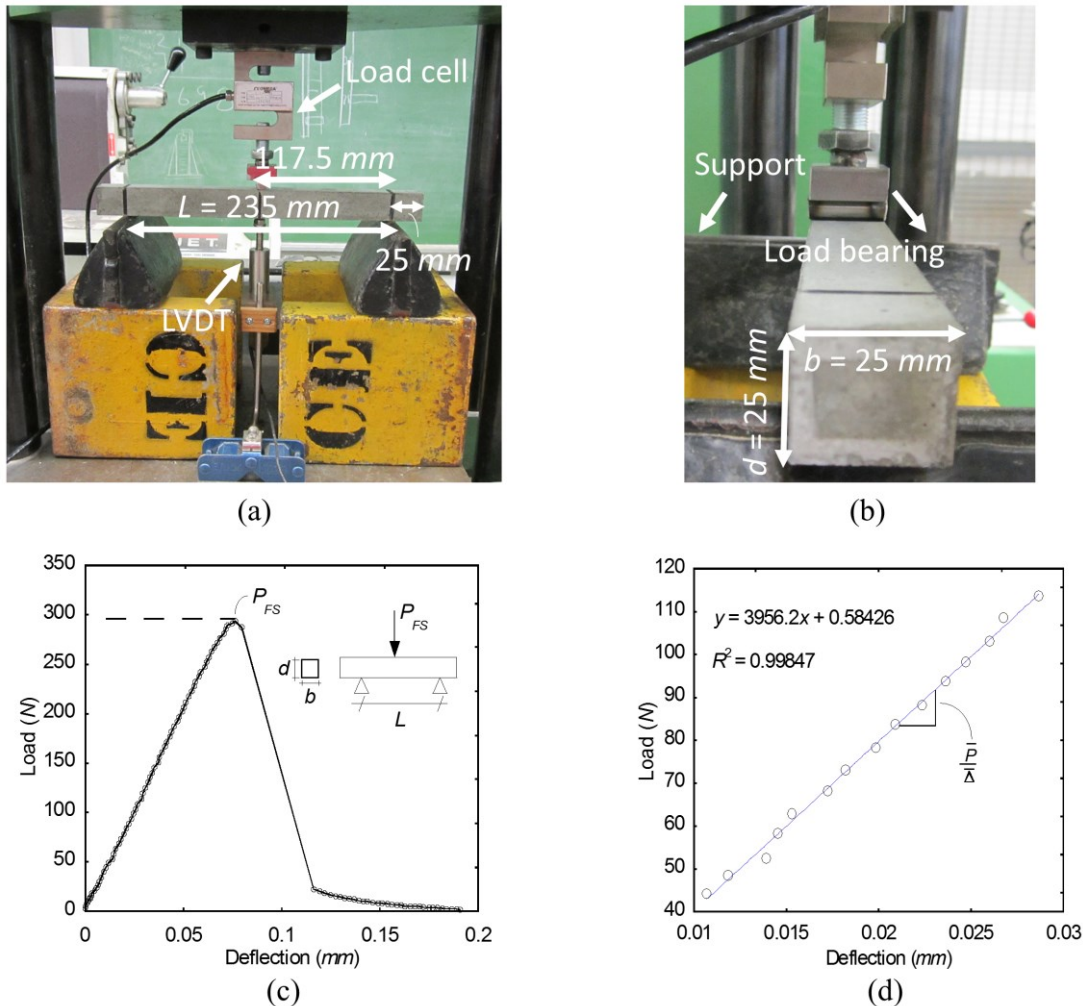 Load cell
117.5 mm
L = 235 mm
25 mm
LVDT
ELE
ELE
(a)
Support
Load bearing
b = 25 mm
d = 25 mm
(b)
350
300
250
200
150
100
50
0
Load (N)
P_FS
P_FS
d
b
L
0
0.05
0.1
0.15
0.2
Deflection (mm)
(c)
120
110
100
90
80
70
60
50
40
Load (N)
y = 3956.2x + 0.58426
R² = 0.99847
P̄
Δ̄
0.01
0.015
0.02
0.025
0.03
Deflection (mm)
(d)